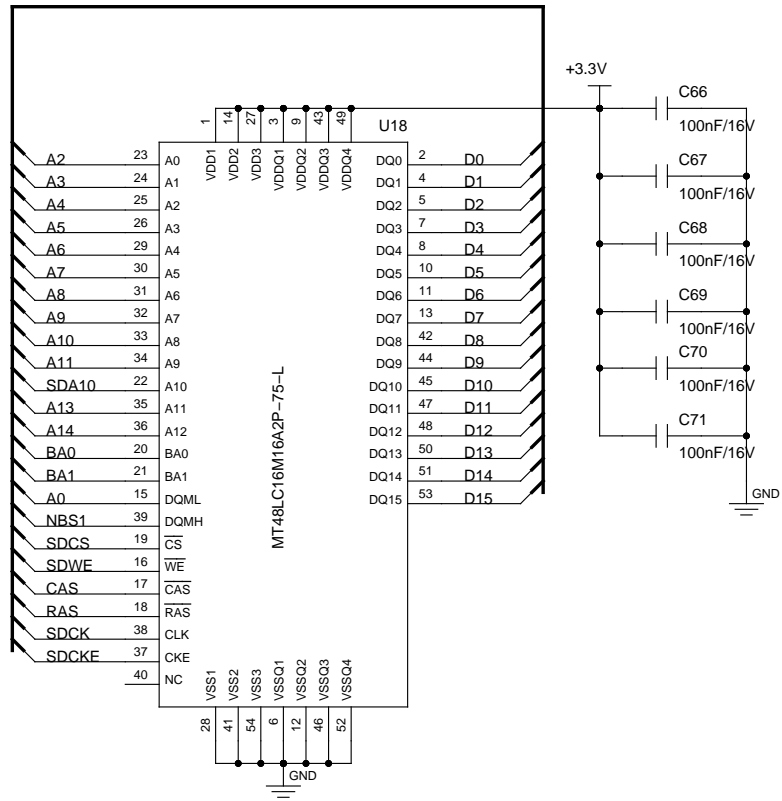 +3.3V
1 14 27 3 9 43 49
U18
VDD1 VDD2 VDD3 VDDQ1 VDDQ2 VDDQ3 VDDQ4
A2 23 A0 DQ0 2 D0
A3 24 A1 DQ1 4 D1
A4 25 A2 DQ2 5 D2
A5 26 A3 DQ3 7 D3
A6 29 A4 DQ4 8 D4
A7 30 A5 DQ5 10 D5
A8 31 A6 DQ6 11 D6
A9 32 A7 DQ7 13 D7
A10 33 A8 DQ8 42 D8
A11 34 A9 DQ9 44 D9
SDA10 22 A10 DQ10 45 D10
A13 35 A11 DQ11 47 D11
A14 36 A12 DQ12 48 D12
BA0 20 BA0 DQ13 50 D13
BA1 21 BA1 DQ14 51 D14
A0 15 DQML DQ15 53 D15
NBS1 39 DQMH
SDCS 19 CS
SDWE 16 WE
CAS 17 CAS
RAS 18 RAS
SDCK 38 CLK
SDCKE 37 CKE
40 NC
MT48LC16M16A2P-75-L
VSS1 VSS2 VSS3 VSSQ1 VSSQ2 VSSQ3 VSSQ4
28 41 54 6 12 46 52
GND
C66
100nF/16V
C67
100nF/16V
C68
100nF/16V
C69
100nF/16V
C70
100nF/16V
C71
100nF/16V
GND